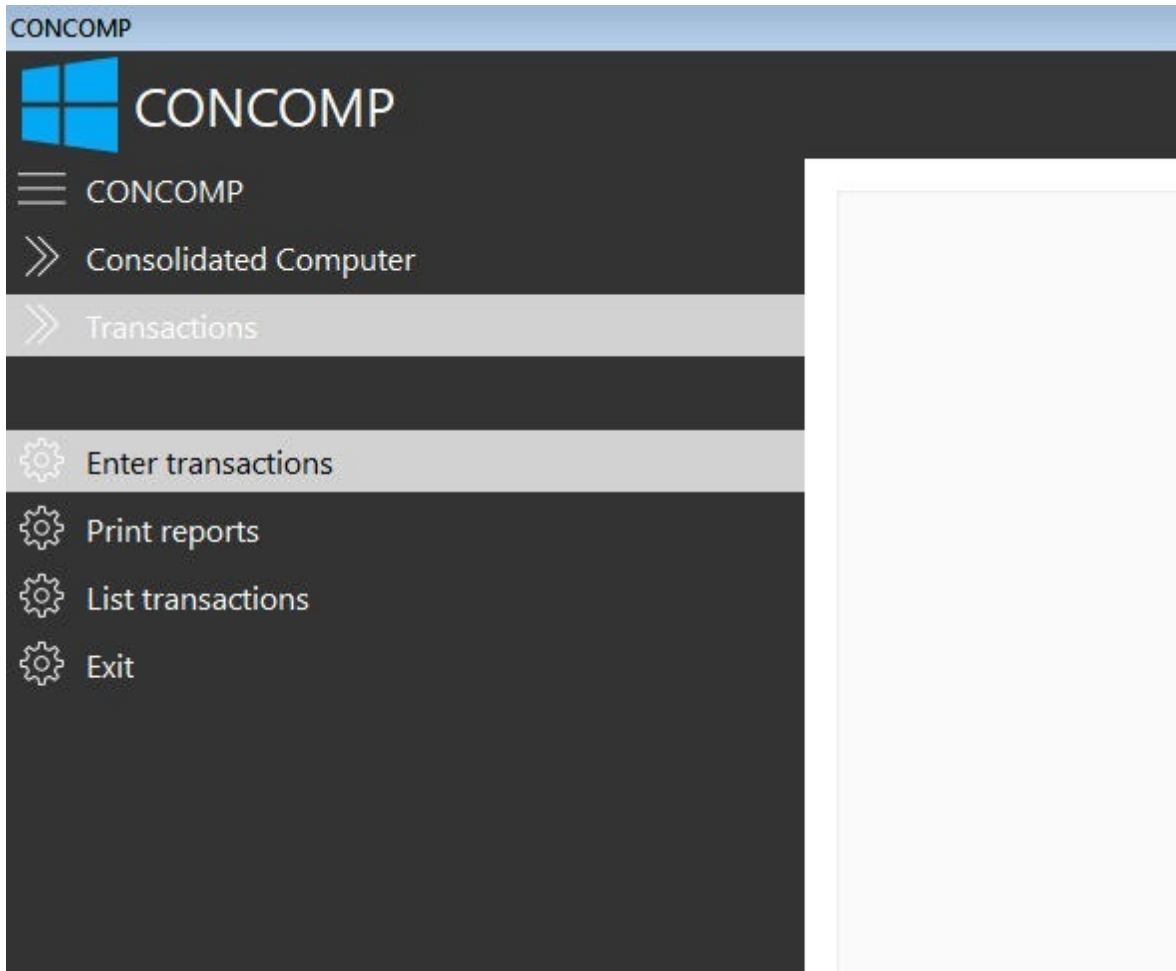 CONCOMP
CONCOMP
CONCOMP
Consolidated Computer
Transactions
Enter transactions
Print reports
List transactions
Exit